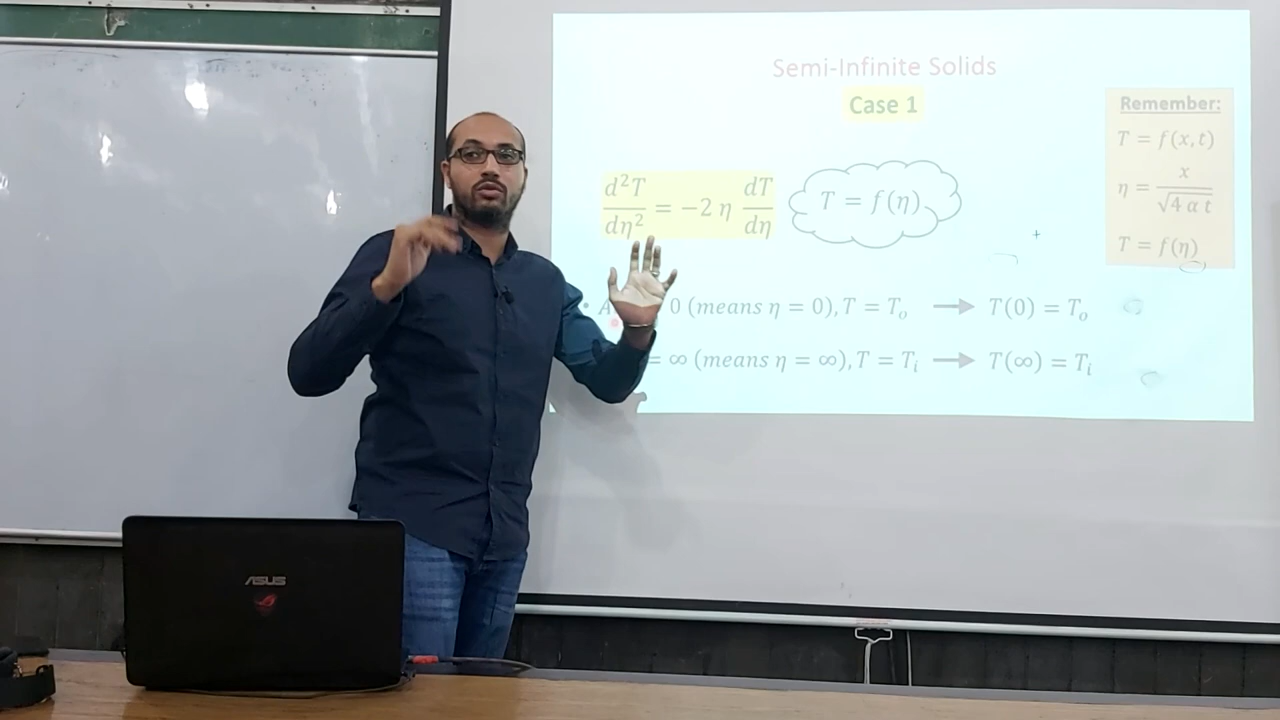 Semi-Infinite Solids
Case 1
d²T/dη² = −2 η dT/dη
T = f(η)
Remember:
T = f(x, t)
η = x/√(4 α t)
T = f(η)
• A 0 (means η = 0), T = Tₒ → T(0) = Tₒ
= ∞ (means η = ∞), T = Tᵢ → T(∞) = Tᵢ
ASUS